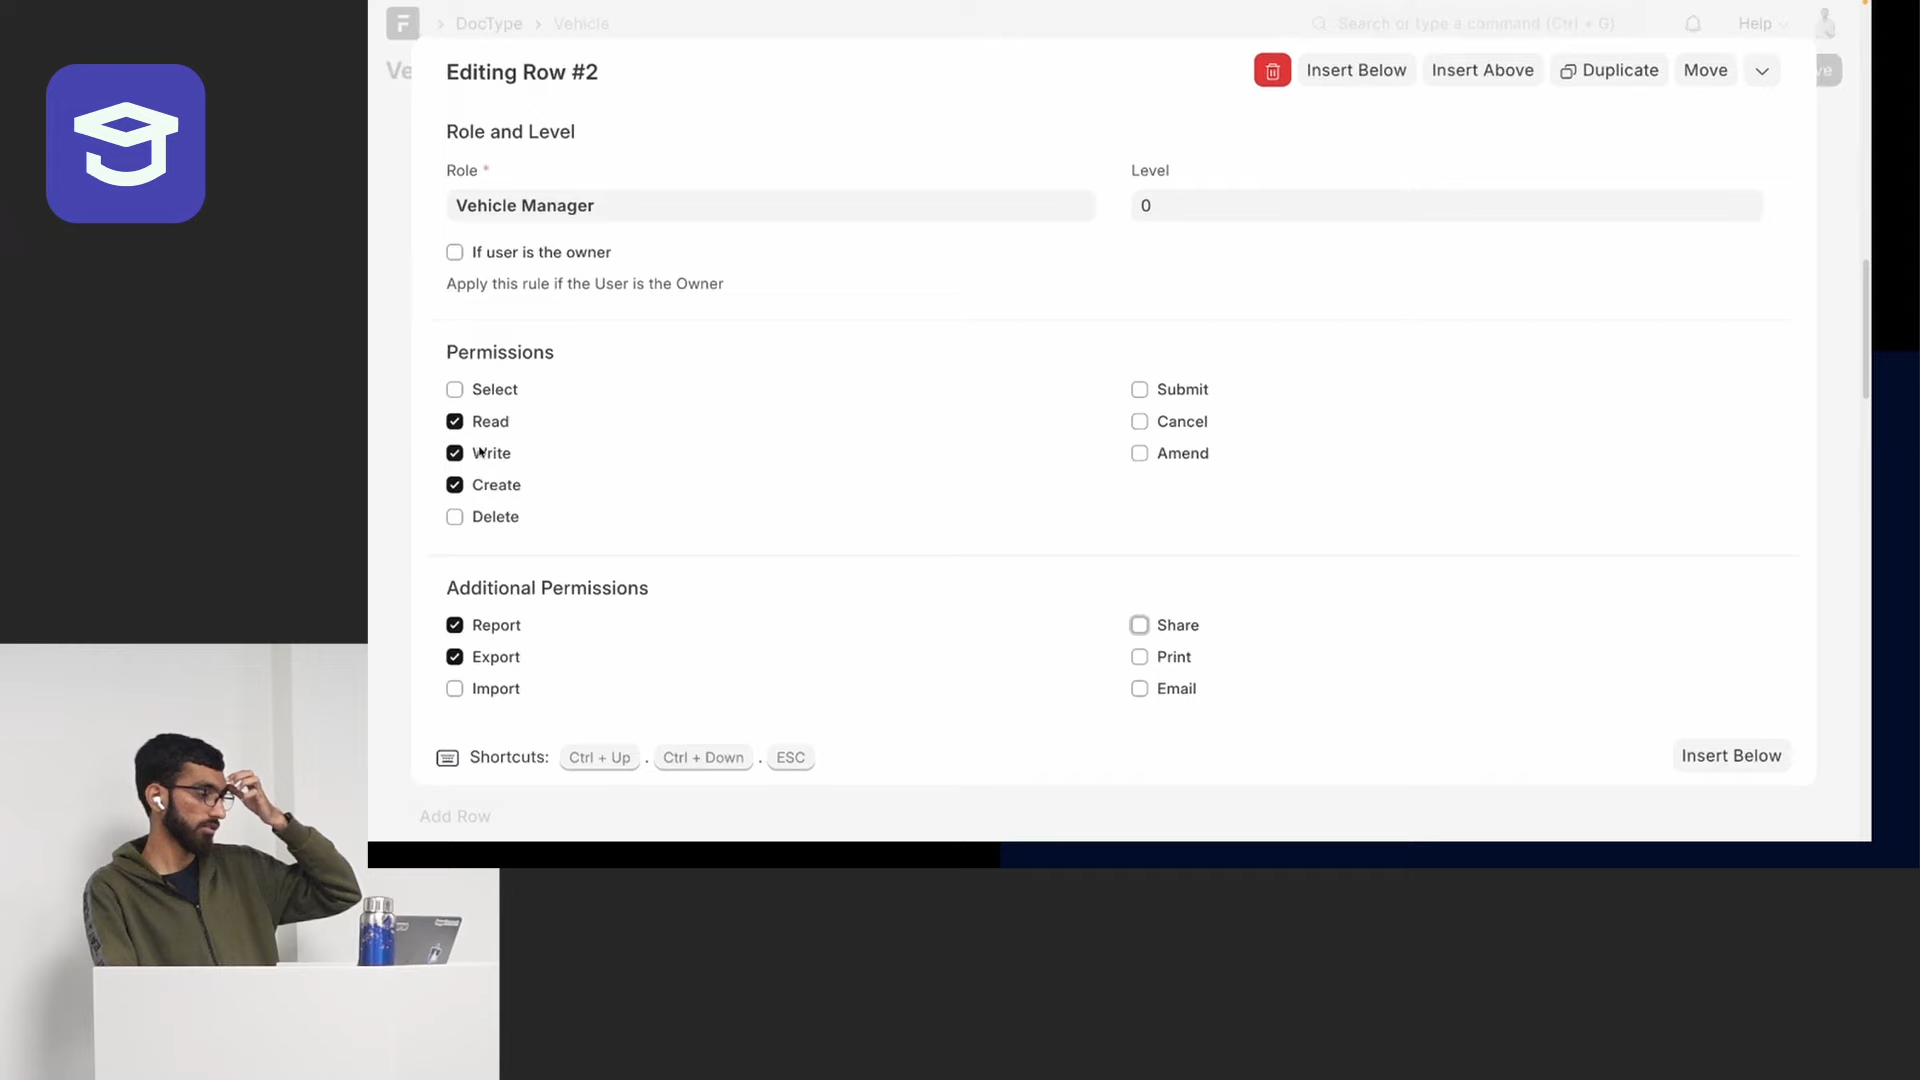 DocType > Vehicle
Search or type a command (Ctrl + G)
Help
Ve
Editing Row #2
Insert Below
Insert Above
Duplicate
Move
Role and Level
Role *
Level
Vehicle Manager
0
If user is the owner
Apply this rule if the User is the Owner
Permissions
Select
Submit
Read
Cancel
Write
Amend
Create
Delete
Additional Permissions
Report
Share
Export
Print
Import
Email
Shortcuts: Ctrl + Up . Ctrl + Down . ESC
Insert Below
Add Row